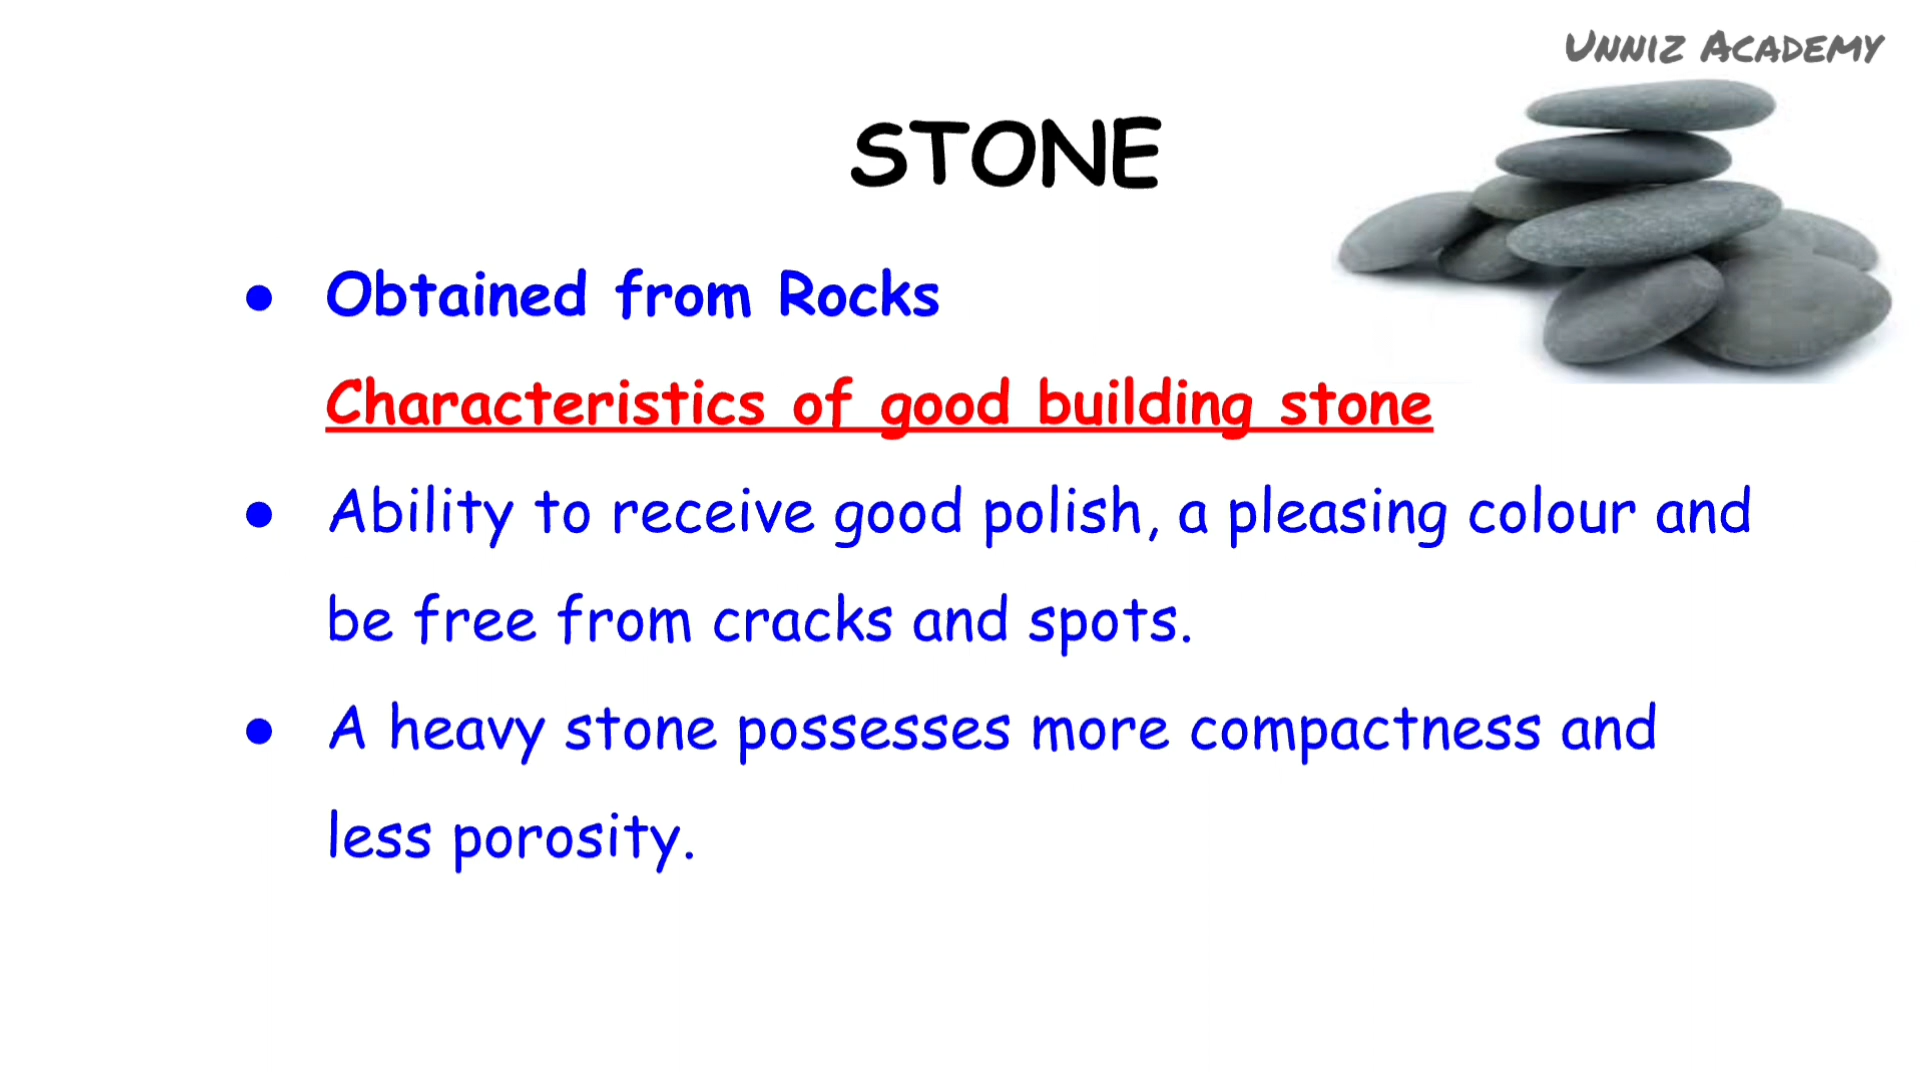 Unniz Academy
STONE
● Obtained from Rocks
Characteristics of good building stone
● Ability to receive good polish, a pleasing colour and
be free from cracks and spots.
● A heavy stone possesses more compactness and
less porosity.